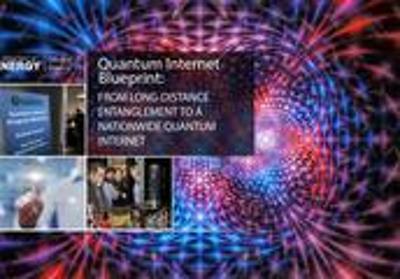 ENERGY
Quantum Internet
Blueprint:
FROM LONG-DISTANCE
ENTANGLEMENT TO A
NATIONWIDE QUANTUM
INTERNET